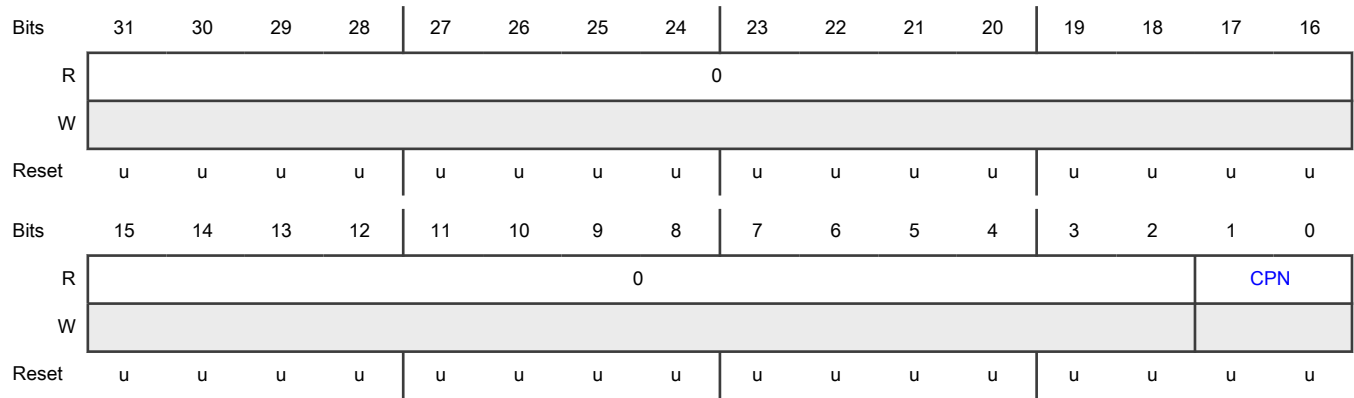 Bits 31 30 29 28 27 26 25 24 23 22 21 20 19 18 17 16
R 0
W
Reset u u u u u u u u u u u u u u u u
Bits 15 14 13 12 11 10 9 8 7 6 5 4 3 2 1 0
R 0 CPN
W
Reset u u u u u u u u u u u u u u u u